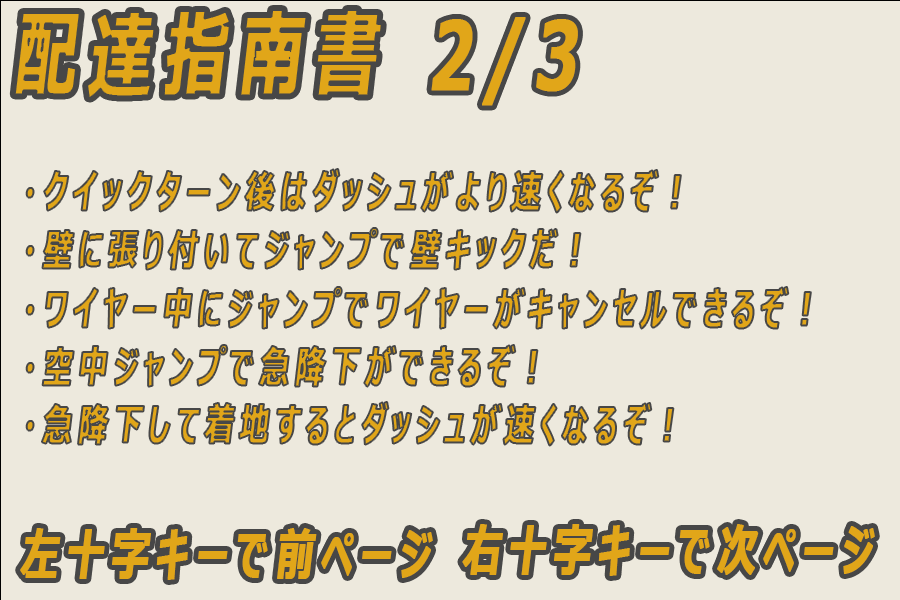 配達指南書 2/3
・クイックターン後はダッシュがより速くなるぞ！
・壁に張り付いてジャンプで壁キックだ！
・ワイヤー中にジャンプでワイヤーがキャンセルできるぞ！
・空中ジャンプで急降下ができるぞ！
・急降下して着地するとダッシュが速くなるぞ！
左十字キーで前ページ 右十字キーで次ページ